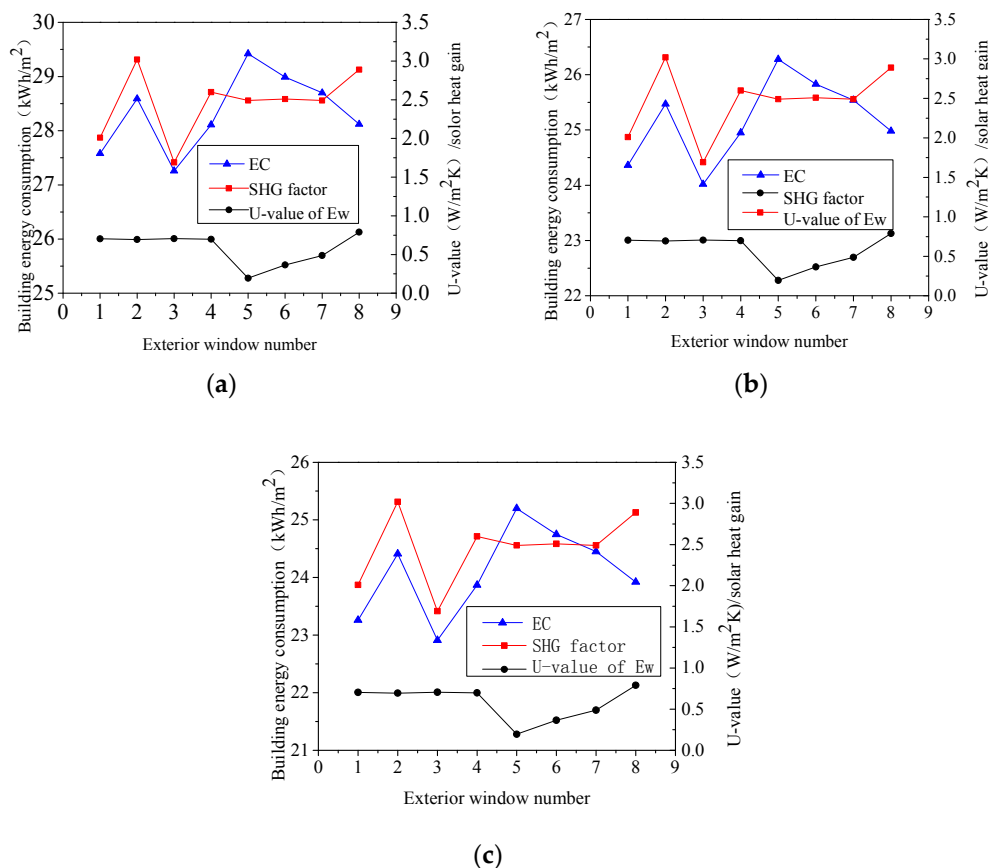 30
29
28
27
26
25
Building energy consumption（kWh/m²）
EC
SHG factor
U-value of Ew
3.5
3.0
2.5
2.0
1.5
1.0
0.5
0.0
U-value（W/m²K）/solor heat gain
0 1 2 3 4 5 6 7 8 9
Exterior window number
(a)
27
26
25
24
23
22
Building energy consumption（kWh/m²）
EC
SHG factor
U-value of Ew
3.5
3.0
2.5
2.0
1.5
1.0
0.5
0.0
U-value（W/m²K）/solar heat eain
0 1 2 3 4 5 6 7 8 9
Exterior window number
(b)
26
25
24
23
22
21
Building energy consumption（kWh/m²）
EC
SHG factor
U-value of Ew
3.5
3.0
2.5
2.0
1.5
1.0
0.5
0.0
U-value（W/m²K)/solar heat gain
0 1 2 3 4 5 6 7 8 9
Exterior window number
(c)